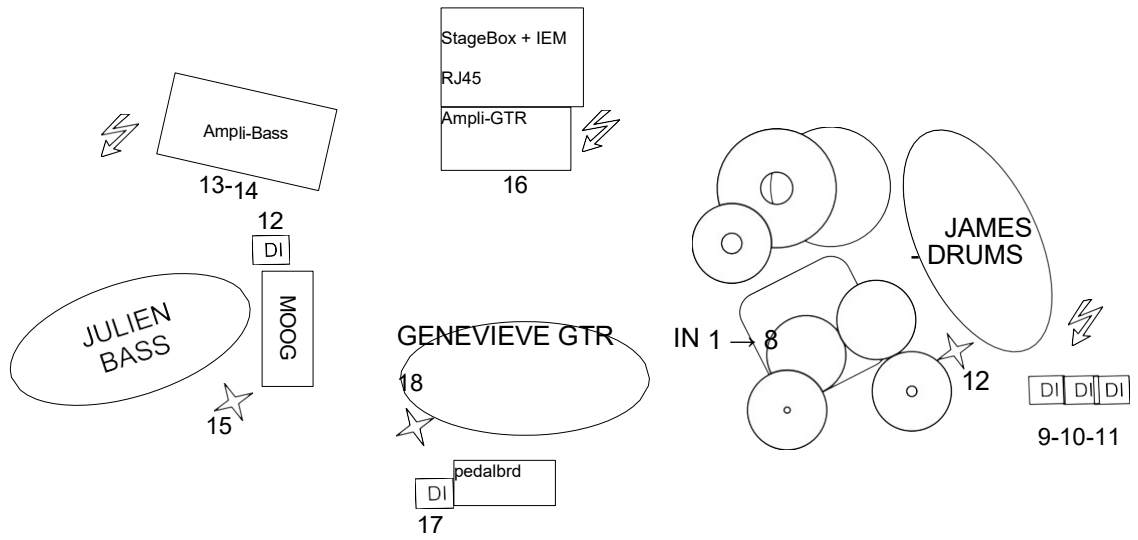 StageBox + IEM
RJ45
Ampli-GTR
16
Ampli-Bass
13-14
12
DI
MOOG
JULIEN
BASS
15
GENEVIEVE GTR
18
pedalbrd
DI
17
IN 1 → 8
JAMES
- DRUMS
12
DI DI DI
9-10-11